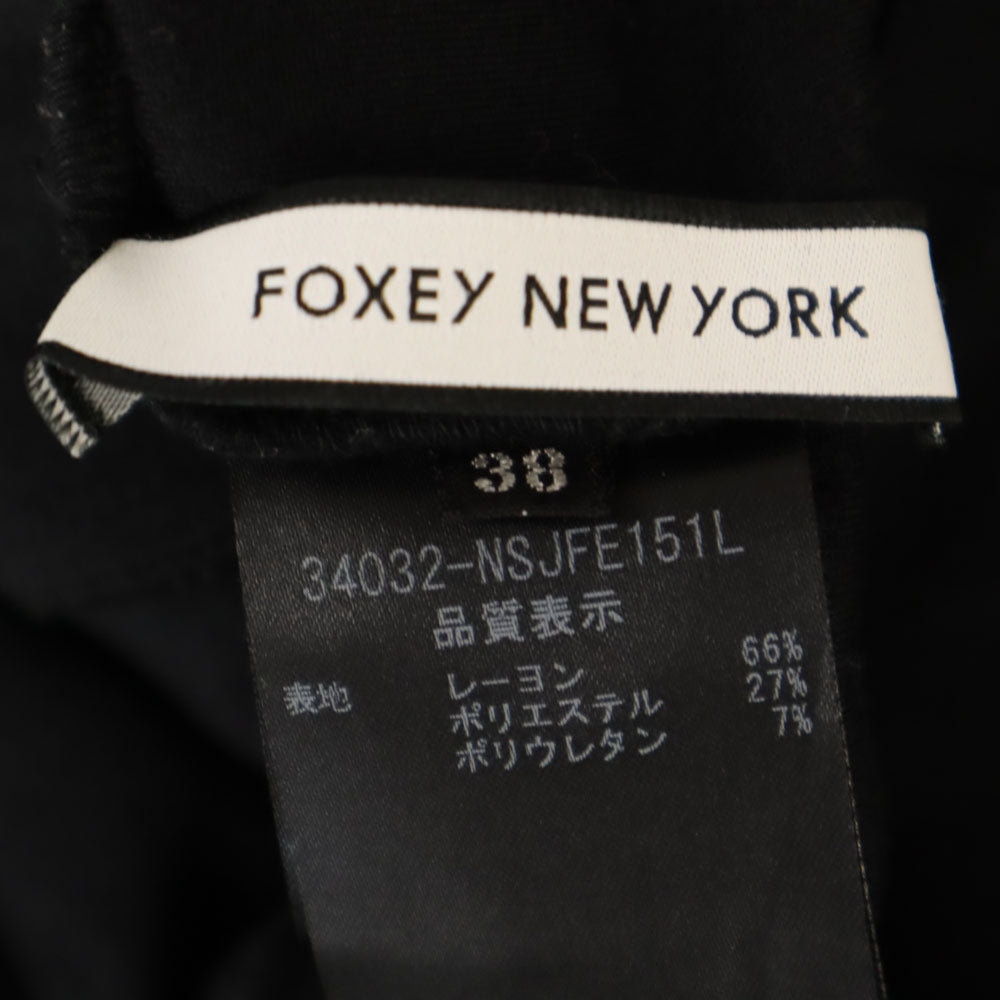 FOXEY NEW YORK
38
34032-NSJFE151L
品質表示
表地 レーヨン 66%
ポリエステル 27%
ポリウレタン 7%